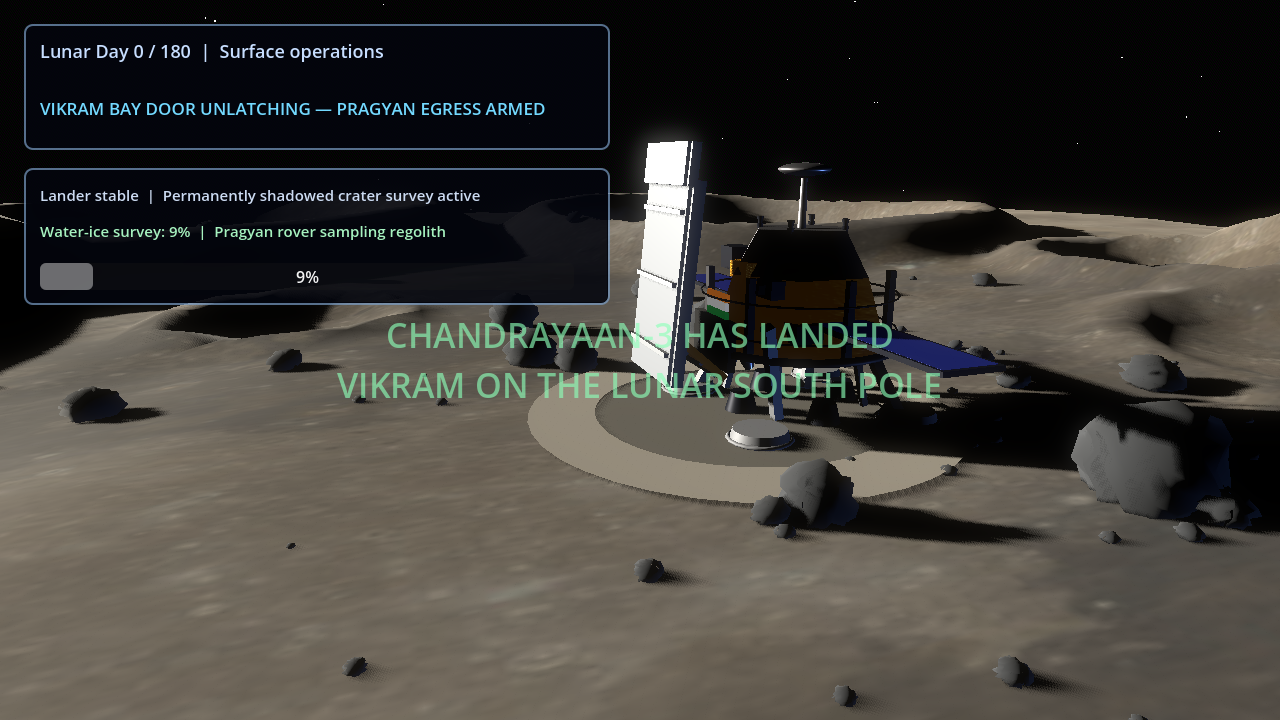 Lunar Day 0 / 180 | Surface operations
VIKRAM BAY DOOR UNLATCHING — PRAGYAN EGRESS ARMED
Lander stable | Permanently shadowed crater survey active
Water-ice survey: 9% | Pragyan rover sampling regolith
9%
CHANDRAYAAN-3 HAS LANDED
VIKRAM ON THE LUNAR SOUTH POLE